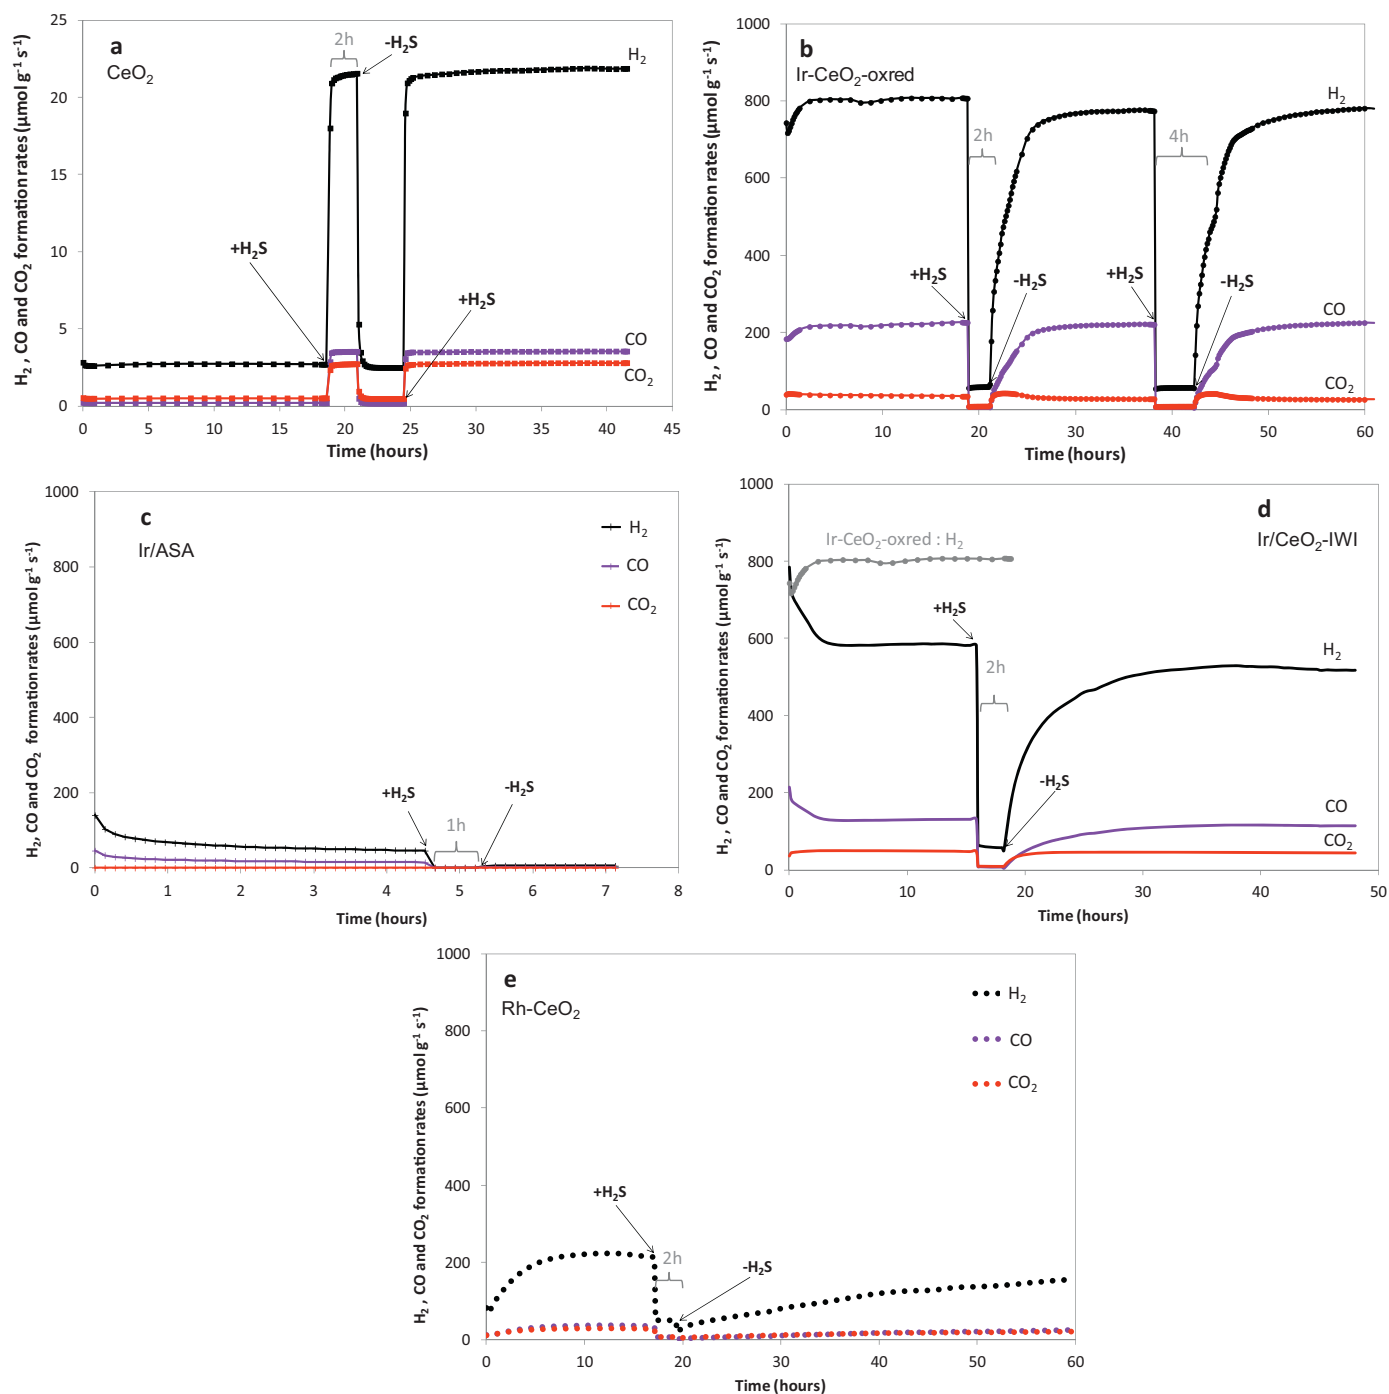 a
CeO2
2h
-H2S
H2
+H2S
+H2S
CO
CO2
H2 , CO and CO2 formation rates (µmol g-1 s-1)
25
20
15
10
5
0
0 5 10 15 20 25 30 35 40 45
Time (hours)
b
Ir-CeO2-oxred
H2
2h
4h
+H2S
-H2S
+H2S
-H2S
CO
CO2
H2 , CO and CO2 formation rates (µmol g-1 s-1)
1000
800
600
400
200
0
0 10 20 30 40 50 60
Time (hours)
c
Ir/ASA
H2
CO
CO2
+H2S
-H2S
1h
H2, CO and CO2 formation rates (µmol g-1 s-1)
1000
800
600
400
200
0
0 1 2 3 4 5 6 7 8
Time (hours)
d
Ir/CeO2-IWI
Ir-CeO2-oxred : H2
+H2S
2h
H2
-H2S
CO
CO2
H2 , CO and CO2 formation rates (µmol g-1 s-1)
1000
800
600
400
200
0
0 10 20 30 40 50
Time (hours)
e
Rh-CeO2
H2
CO
CO2
+H2S
2h
-H2S
H2 , CO and CO2 formation rates (µmol g-1 s-1)
1000
800
600
400
200
0
0 10 20 30 40 50 60
Time (hours)